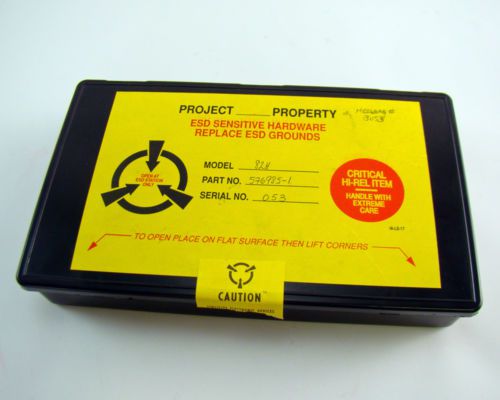 PROJECT _____ PROPERTY
ESD SENSITIVE HARDWARE
REPLACE ESD GROUNDS
OPEN AT
ESD STATION
ONLY
MODEL 824
PART NO. 576985-1
SERIAL NO. 053
CRITICAL
HI-REL ITEM
HANDLE WITH
EXTREME
CARE
TO OPEN PLACE ON FLAT SURFACE THEN LIFT CORNERS
CAUTION